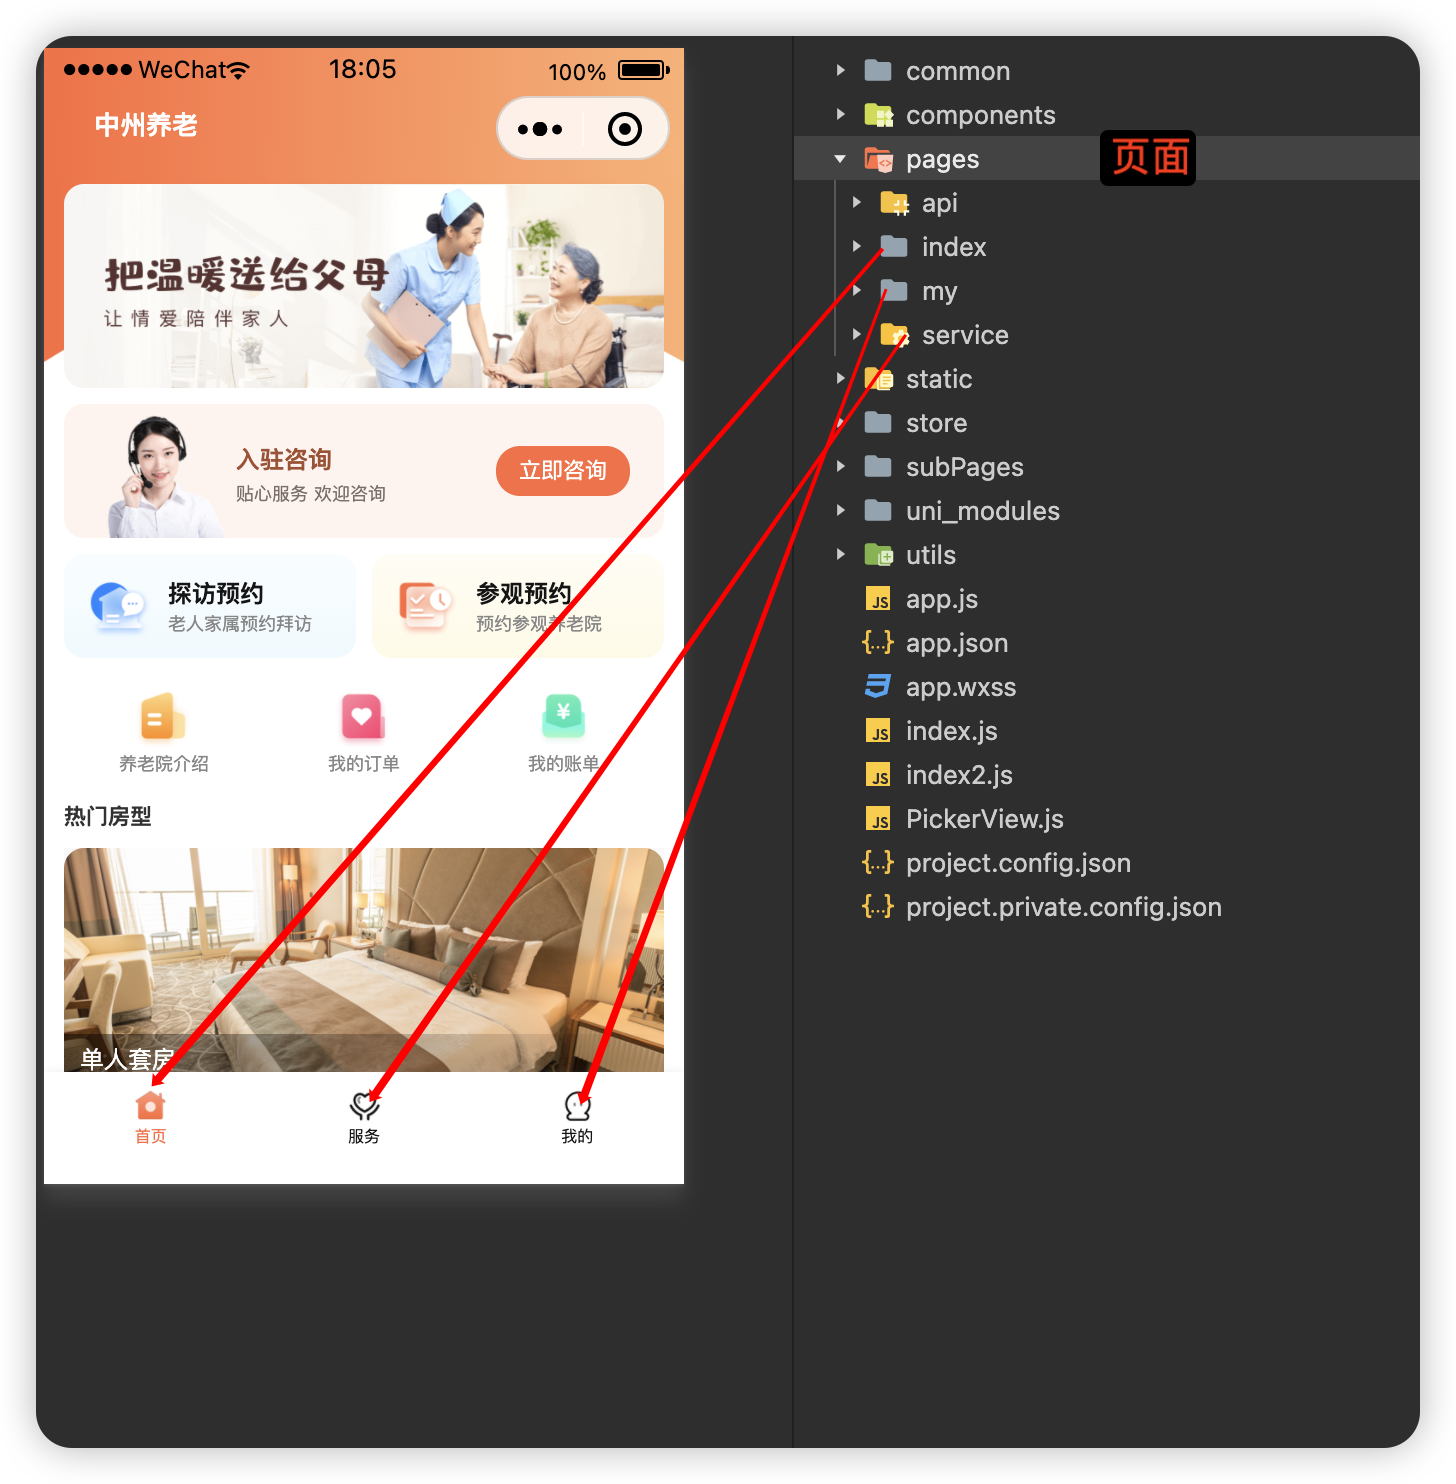 WeChat
18:05
100%
中州养老
把温暖送给父母
让情爱陪伴家人
入驻咨询
贴心服务 欢迎咨询
立即咨询
探访预约
老人家属预约拜访
参观预约
预约参观养老院
养老院介绍
我的订单
我的账单
热门房型
单人套房
首页
服务
我的
common
components
pages
页面
api
index
my
service
static
store
subPages
uni_modules
utils
JS app.js
{...} app.json
app.wxss
JS index.js
JS index2.js
JS PickerView.js
{...} project.config.json
{...} project.private.config.json